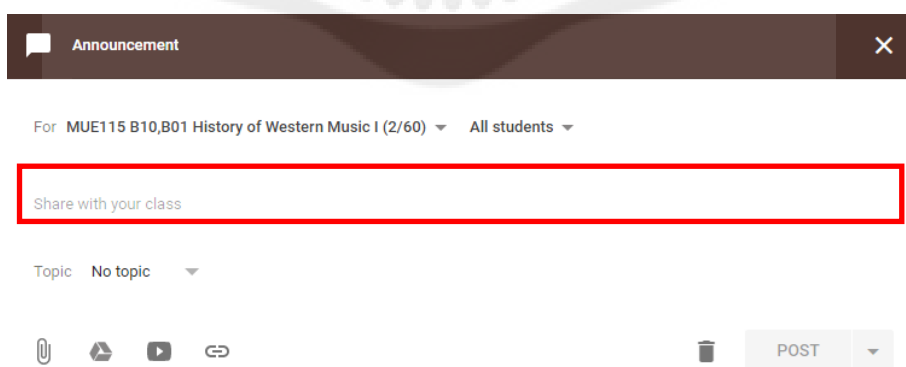 Announcement
For MUE115 B10,B01 History of Western Music I (2/60) All students
Share with your class
Topic No topic
POST